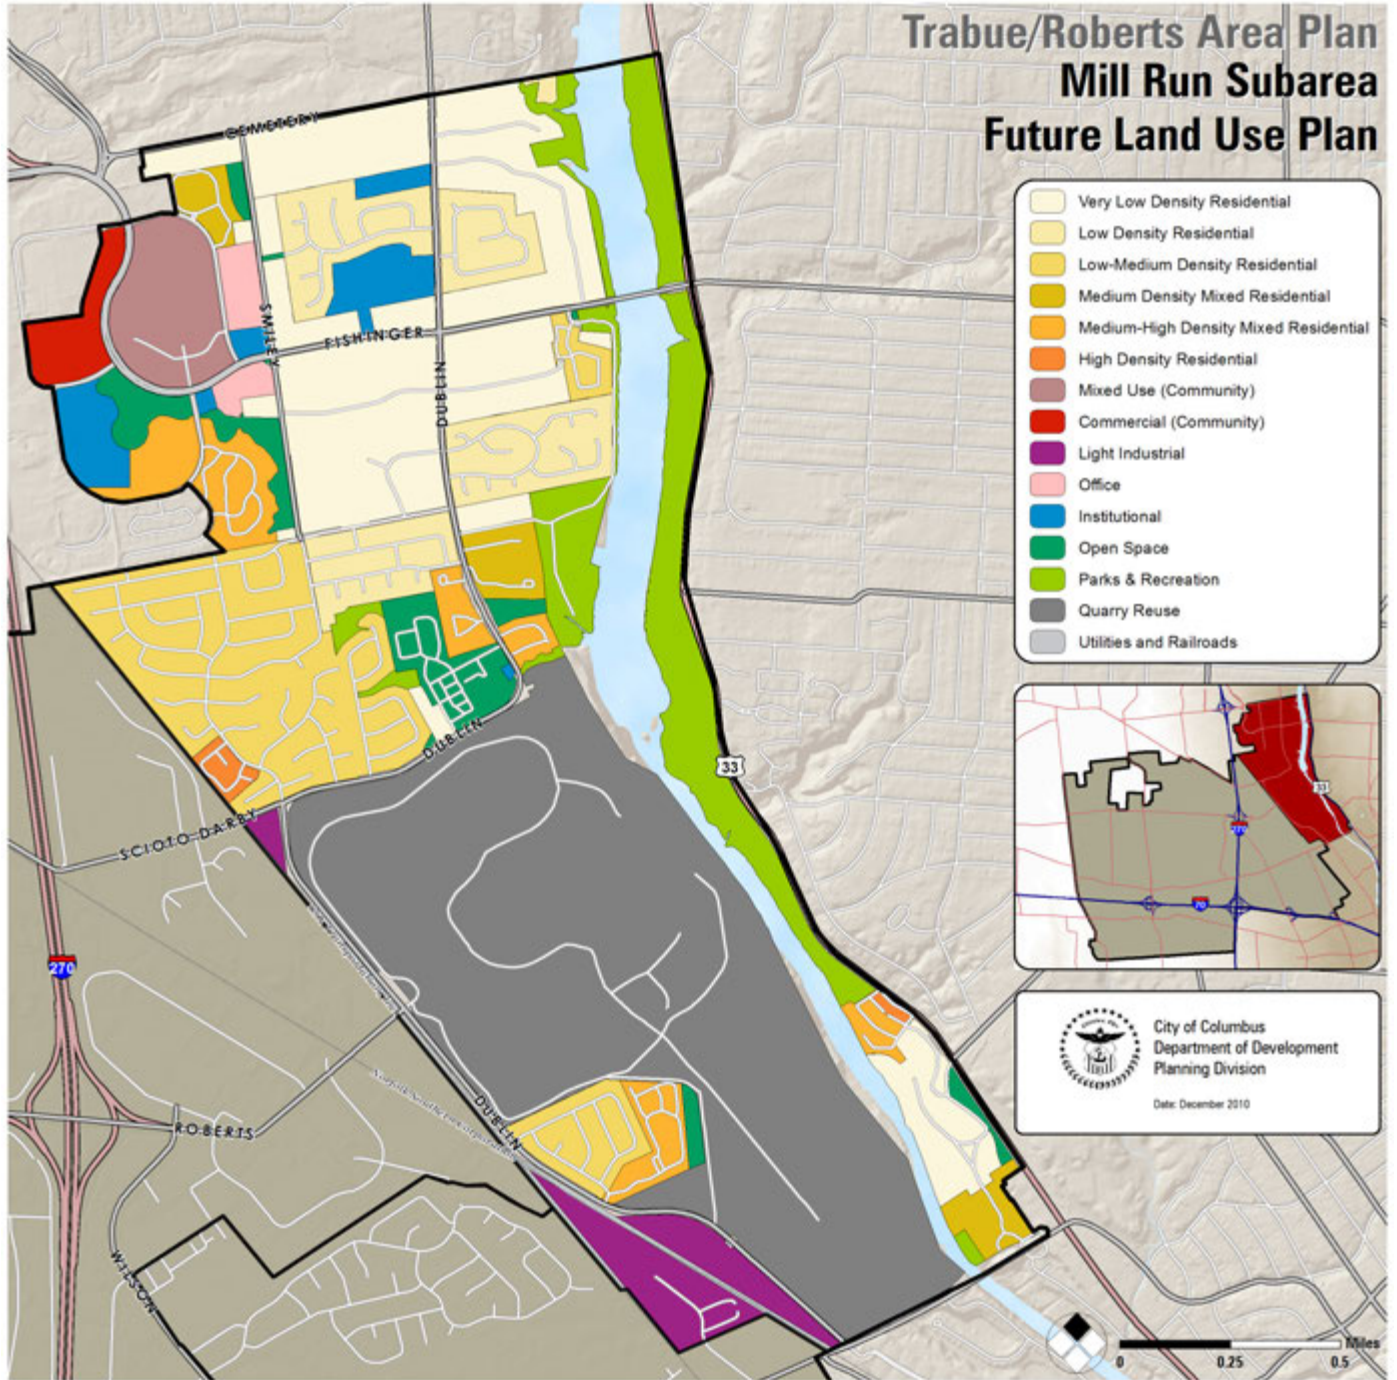 Trabue/Roberts Area Plan
Mill Run Subarea
Future Land Use Plan
Very Low Density Residential
Low Density Residential
Low-Medium Density Residential
Medium Density Mixed Residential
Medium-High Density Mixed Residential
High Density Residential
Mixed Use (Community)
Commercial (Community)
Light Industrial
Office
Institutional
Open Space
Parks & Recreation
Quarry Reuse
Utilities and Railroads
CEMETERY
SMILEY
FISHINGER
DUBLIN
DUBLIN
SCIOTO DARBY
33
270
DUBLIN
ROBERTS
WILSON
33
270
70
City of Columbus
Department of Development
Planning Division
Date: December 2010
Miles
0
0.25
0.5